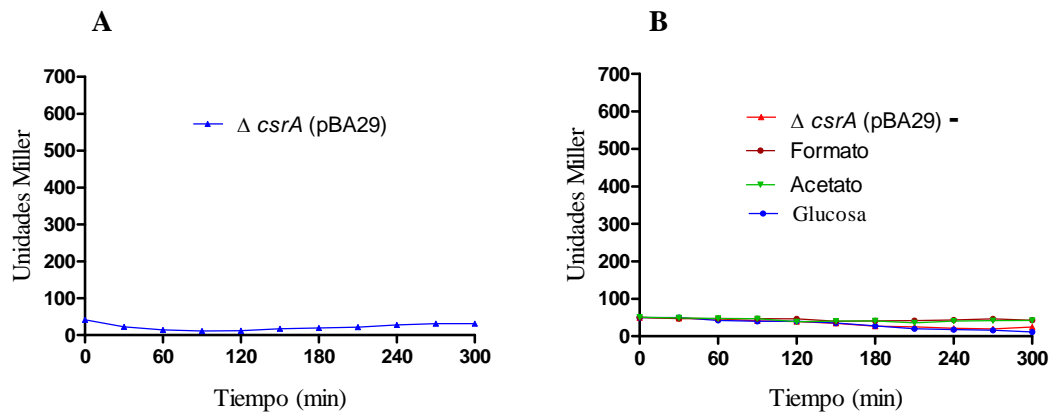 A
Unidades Miller
700
600
500
400
300
200
100
0
Δ csrA (pBA29)
0 60 120 180 240 300
Tiempo (min)
B
Unidades Miller
700
600
500
400
300
200
100
0
Δ csrA (pBA29) -
Formato
Acetato
Glucosa
0 60 120 180 240 300
Tiempo (min)